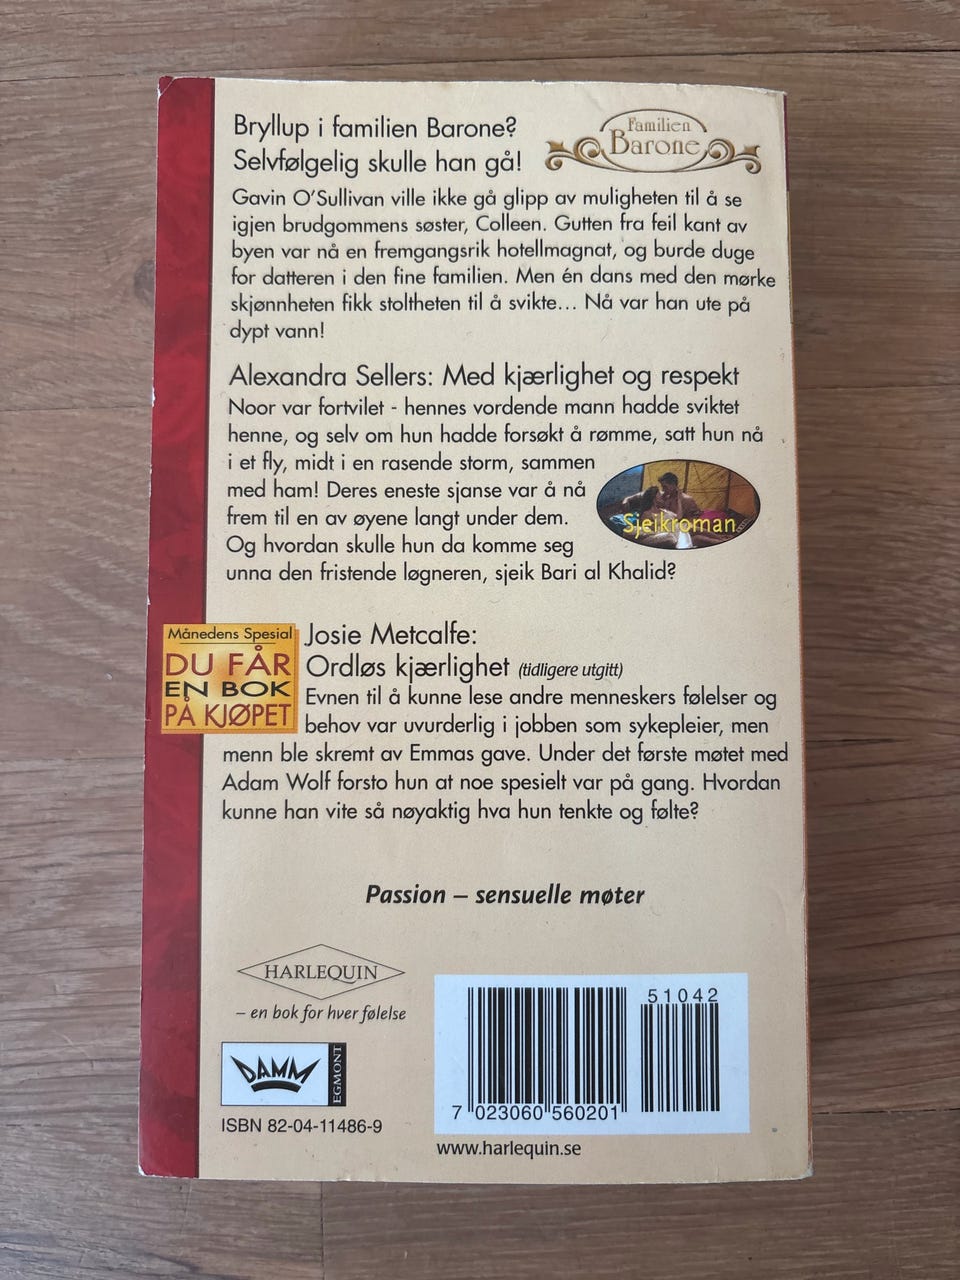 Bryllup i familien Barone?
Selvfølgelig skulle han gå!
Familien
Barone
Gavin O'Sullivan ville ikke gå glipp av muligheten til å se
igjen brudgommens søster, Colleen. Gutten fra feil kant av
byen var nå en fremgangsrik hotellmagnat, og burde duge
for datteren i den fine familien. Men én dans med den mørke
skjønnheten fikk stoltheten til å svikte... Nå var han ute på
dypt vann!
Alexandra Sellers: Med kjærlighet og respekt
Noor var fortvilet - hennes vordende mann hadde sviktet
henne, og selv om hun hadde forsøkt å rømme, satt hun nå
i et fly, midt i en rasende storm, sammen
med ham! Deres eneste sjanse var å nå
frem til en av øyene langt under dem.
Og hvordan skulle hun da komme seg
unna den fristende løgneren, sjeik Bari al Khalid?
Sjeikroman
Månedens Spesial
DU FÅR
EN BOK
PÅ KJØPET
Josie Metcalfe:
Ordløs kjærlighet (tidligere utgitt)
Evnen til å kunne lese andre menneskers følelser og
behov var uvurderlig i jobben som sykepleier, men
menn ble skremt av Emmas gave. Under det første møtet med
Adam Wolf forsto hun at noe spesielt var på gang. Hvordan
kunne han vite så nøyaktig hva hun tenkte og følte?
Passion – sensuelle møter
HARLEQUIN
– en bok for hver følelse
DAMM
EGMONT
ISBN 82-04-11486-9
51042
7 023060 560201
www.harlequin.se